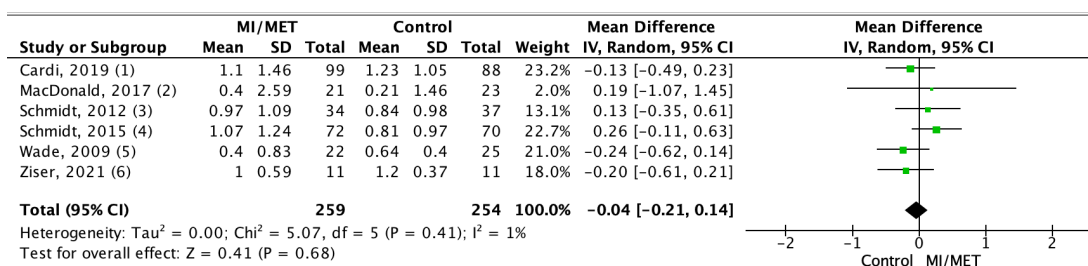 MI/MET Control Mean Difference Mean Difference
Study or Subgroup Mean SD Total Mean SD Total Weight IV, Random, 95% CI IV, Random, 95% CI
Cardi, 2019 (1) 1.1 1.46 99 1.23 1.05 88 23.2% −0.13 [−0.49, 0.23]
MacDonald, 2017 (2) 0.4 2.59 21 0.21 1.46 23 2.0% 0.19 [−1.07, 1.45]
Schmidt, 2012 (3) 0.97 1.09 34 0.84 0.98 37 13.1% 0.13 [−0.35, 0.61]
Schmidt, 2015 (4) 1.07 1.24 72 0.81 0.97 70 22.7% 0.26 [−0.11, 0.63]
Wade, 2009 (5) 0.4 0.83 22 0.64 0.4 25 21.0% −0.24 [−0.62, 0.14]
Ziser, 2021 (6) 1 0.59 11 1.2 0.37 11 18.0% −0.20 [−0.61, 0.21]
Total (95% CI) 259 254 100.0% −0.04 [−0.21, 0.14]
Heterogeneity: Tau² = 0.00; Chi² = 5.07, df = 5 (P = 0.41); I² = 1%
Test for overall effect: Z = 0.41 (P = 0.68)
−2 −1 0 1 2
Control MI/MET